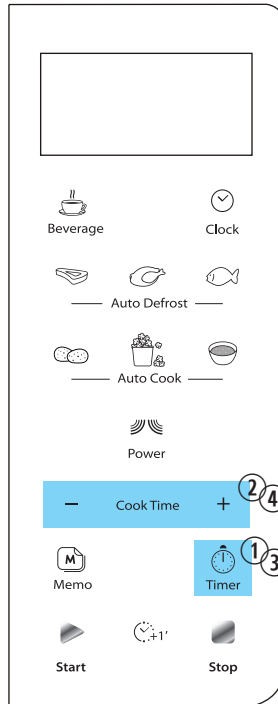 Beverage Clock
Auto Defrost
Auto Cook
Power
− Cook Time + ② ④
M ① ③
Memo Timer
+1′
Start Stop